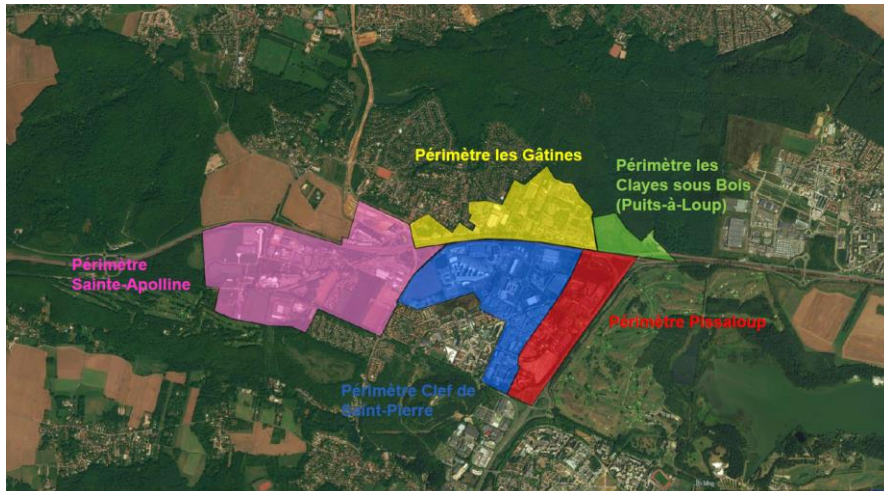 Périmètre les Gâtines
Périmètre les
Clayes sous Bois
(Puits-à-Loup)
Périmètre
Sainte-Apolline
Périmètre Pissaloup
Périmètre Clef de
Saint-Pierre